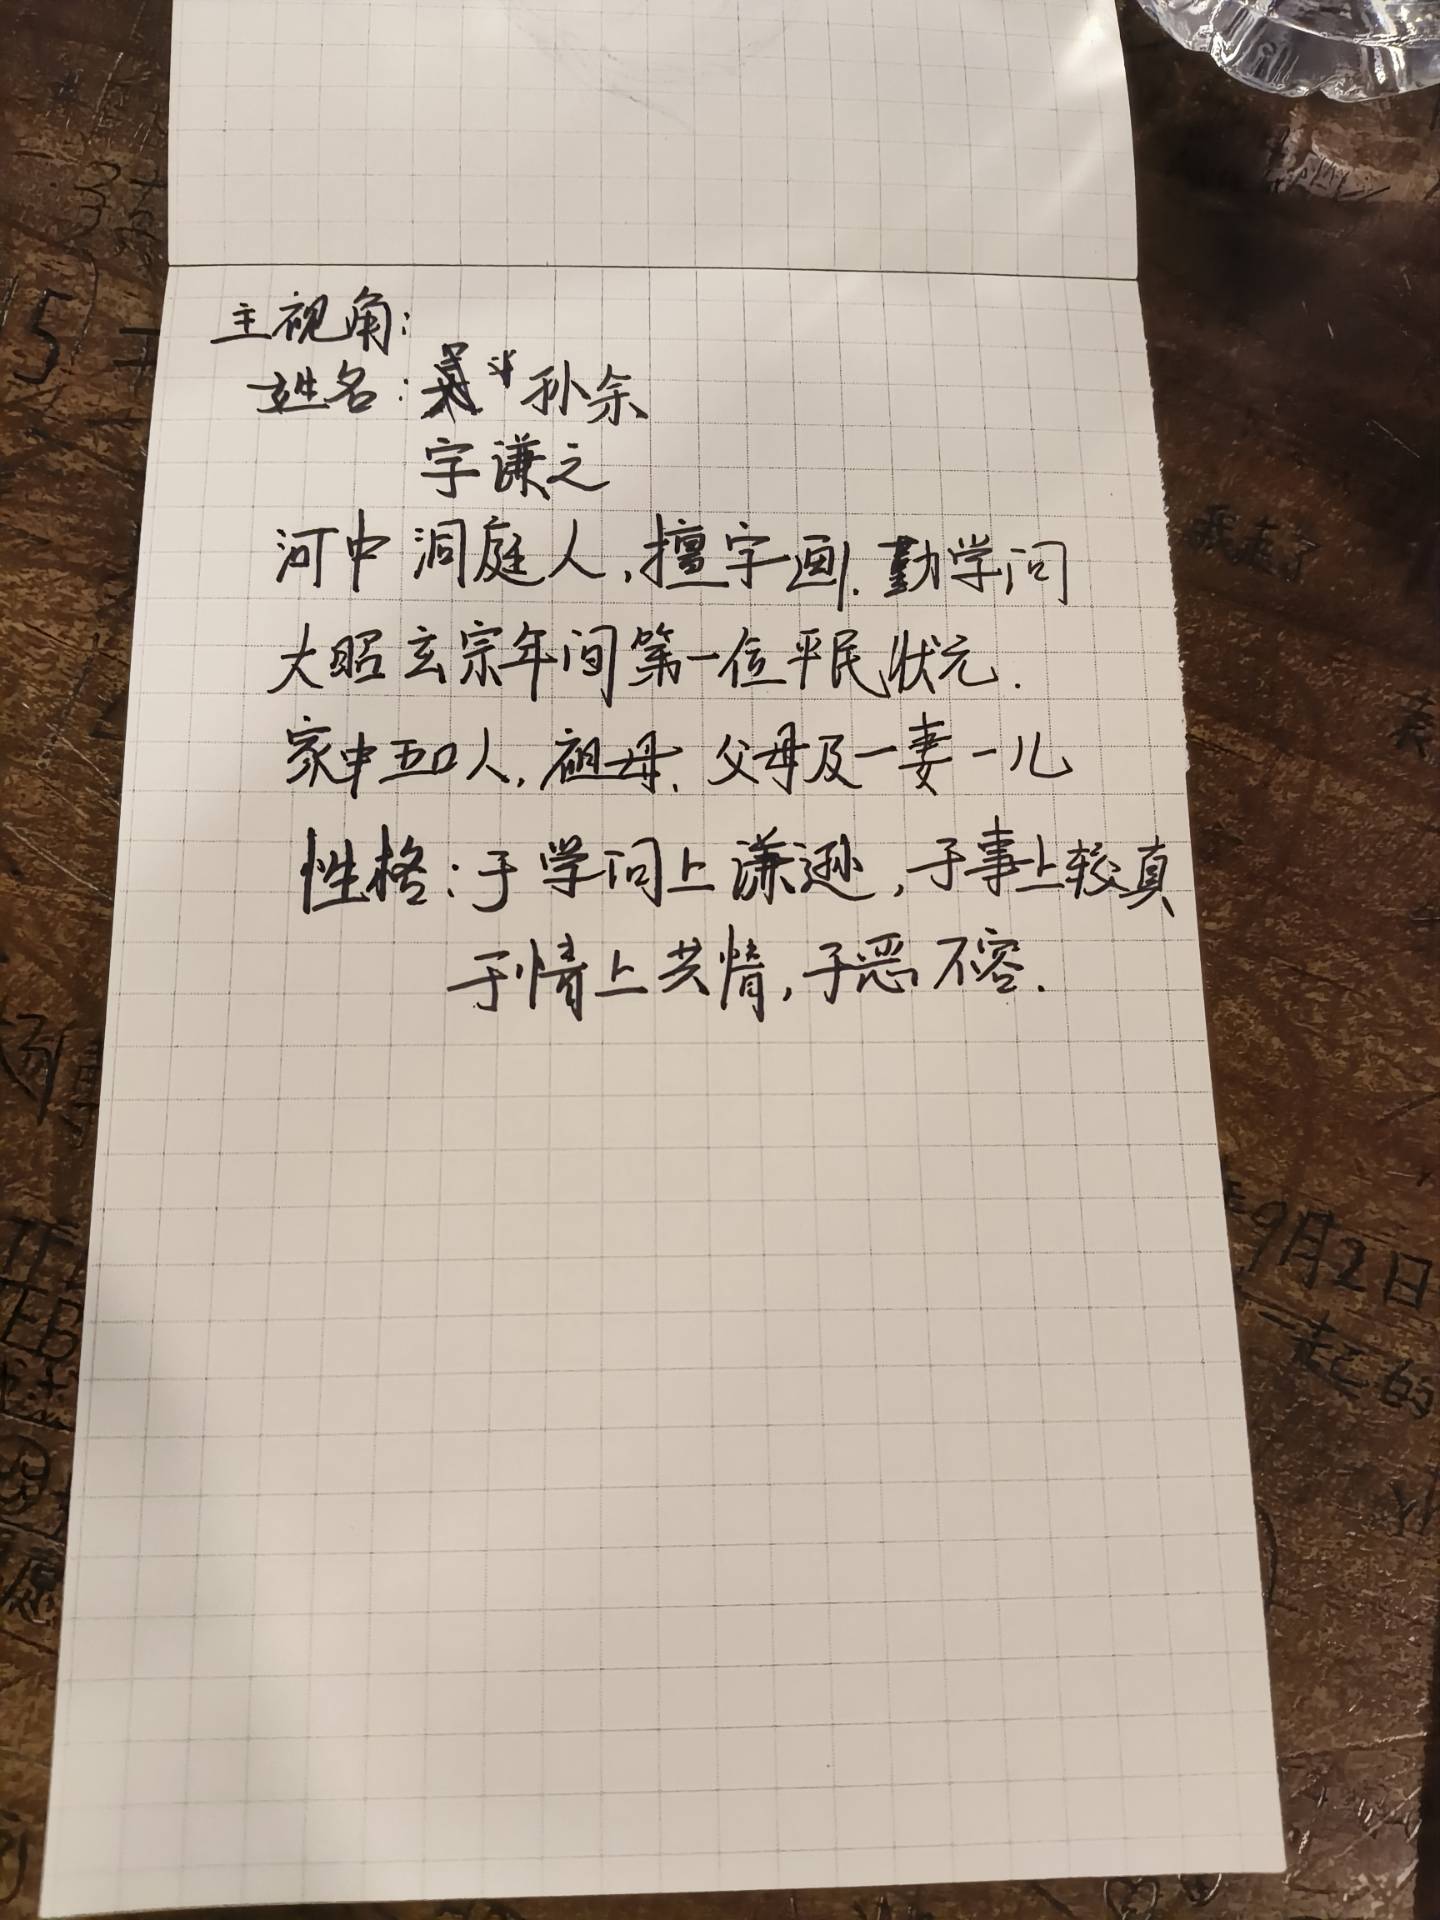 主视角:
姓名: 孙余
字谦之
河中洞庭人,擅字画.勤学问
大昭玄宗年间第一位平民状元.
家中五口人,祖母.父母及一妻一儿
性格:于学问上谦逊,于事上较真
于情上共情,于恶不容.
9月2日
一起的